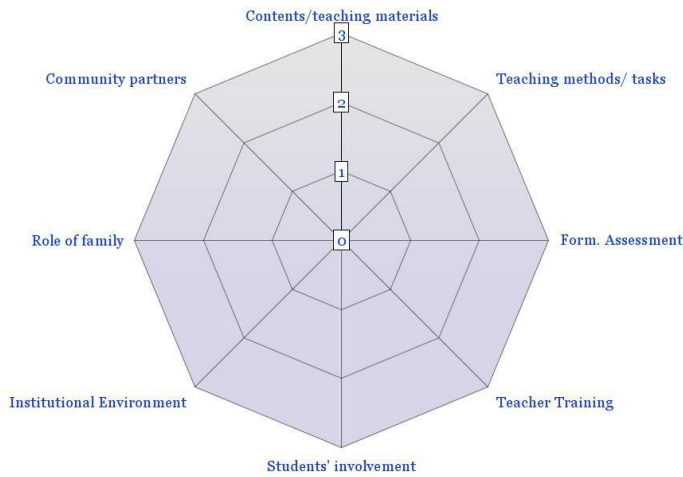 Contents/teaching materials
3
Community partners
Teaching methods/ tasks
2
1
Role of family
0
Form. Assessment
Institutional Environment
Teacher Training
Students' involvement